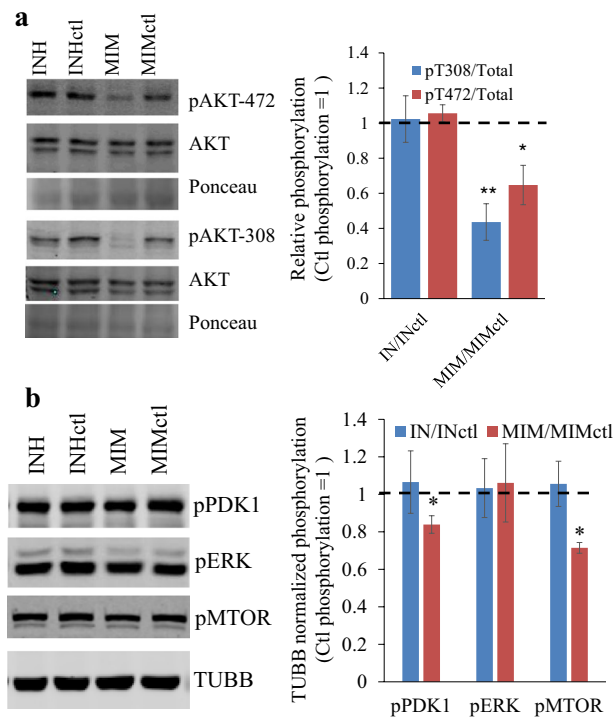 a
INH
INHctl
MIM
MIMctl
pAKT-472
AKT
Ponceau
pAKT-308
AKT
Ponceau
Relative phosphorylation
(Ctl phosphorylation =1)
1.4
1.2
1
0.8
0.6
0.4
0.2
0
pT308/Total
pT472/Total
**
*
IN/INctl
MIM/MIMctl
b
INH
INHctl
MIM
MIMctl
pPDK1
pERK
pMTOR
TUBB
TUBB normalized phosphorylation
(Ctl phosphorylation =1)
1.4
1.2
1
0.8
0.6
0.4
0.2
0
IN/INctl
MIM/MIMctl
*
*
pPDK1 pERK pMTOR